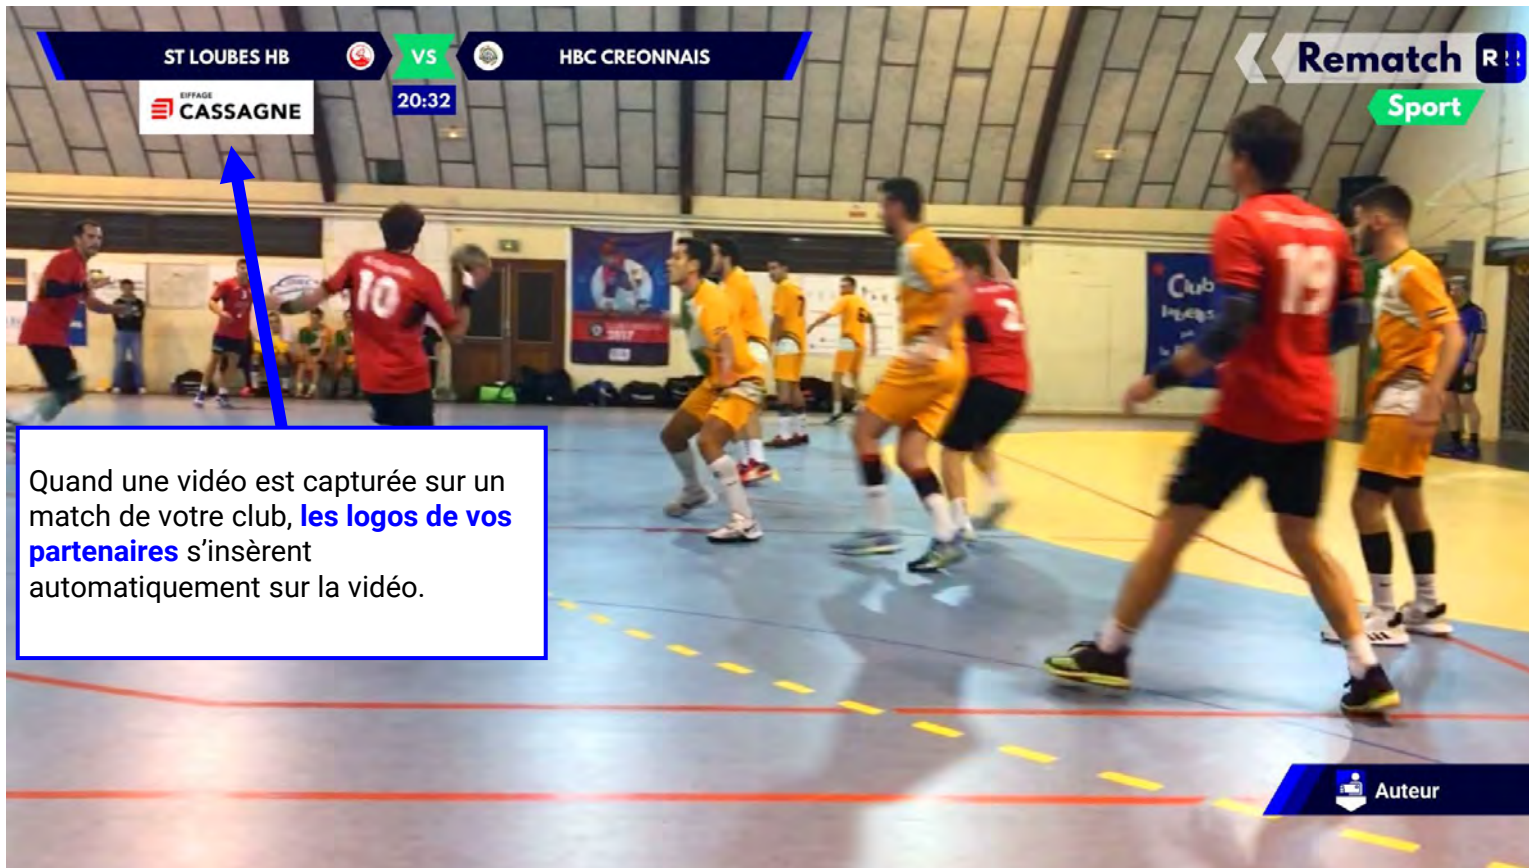 ST LOUBES HB
VS
HBC CREONNAIS
Rematch
Sport
EIFFAGE
CASSAGNE
20:32
10
19
2
2017
Club
Quand une vidéo est capturée sur un
match de votre club, les logos de vos
partenaires s’insèrent
automatiquement sur la vidéo.
Auteur